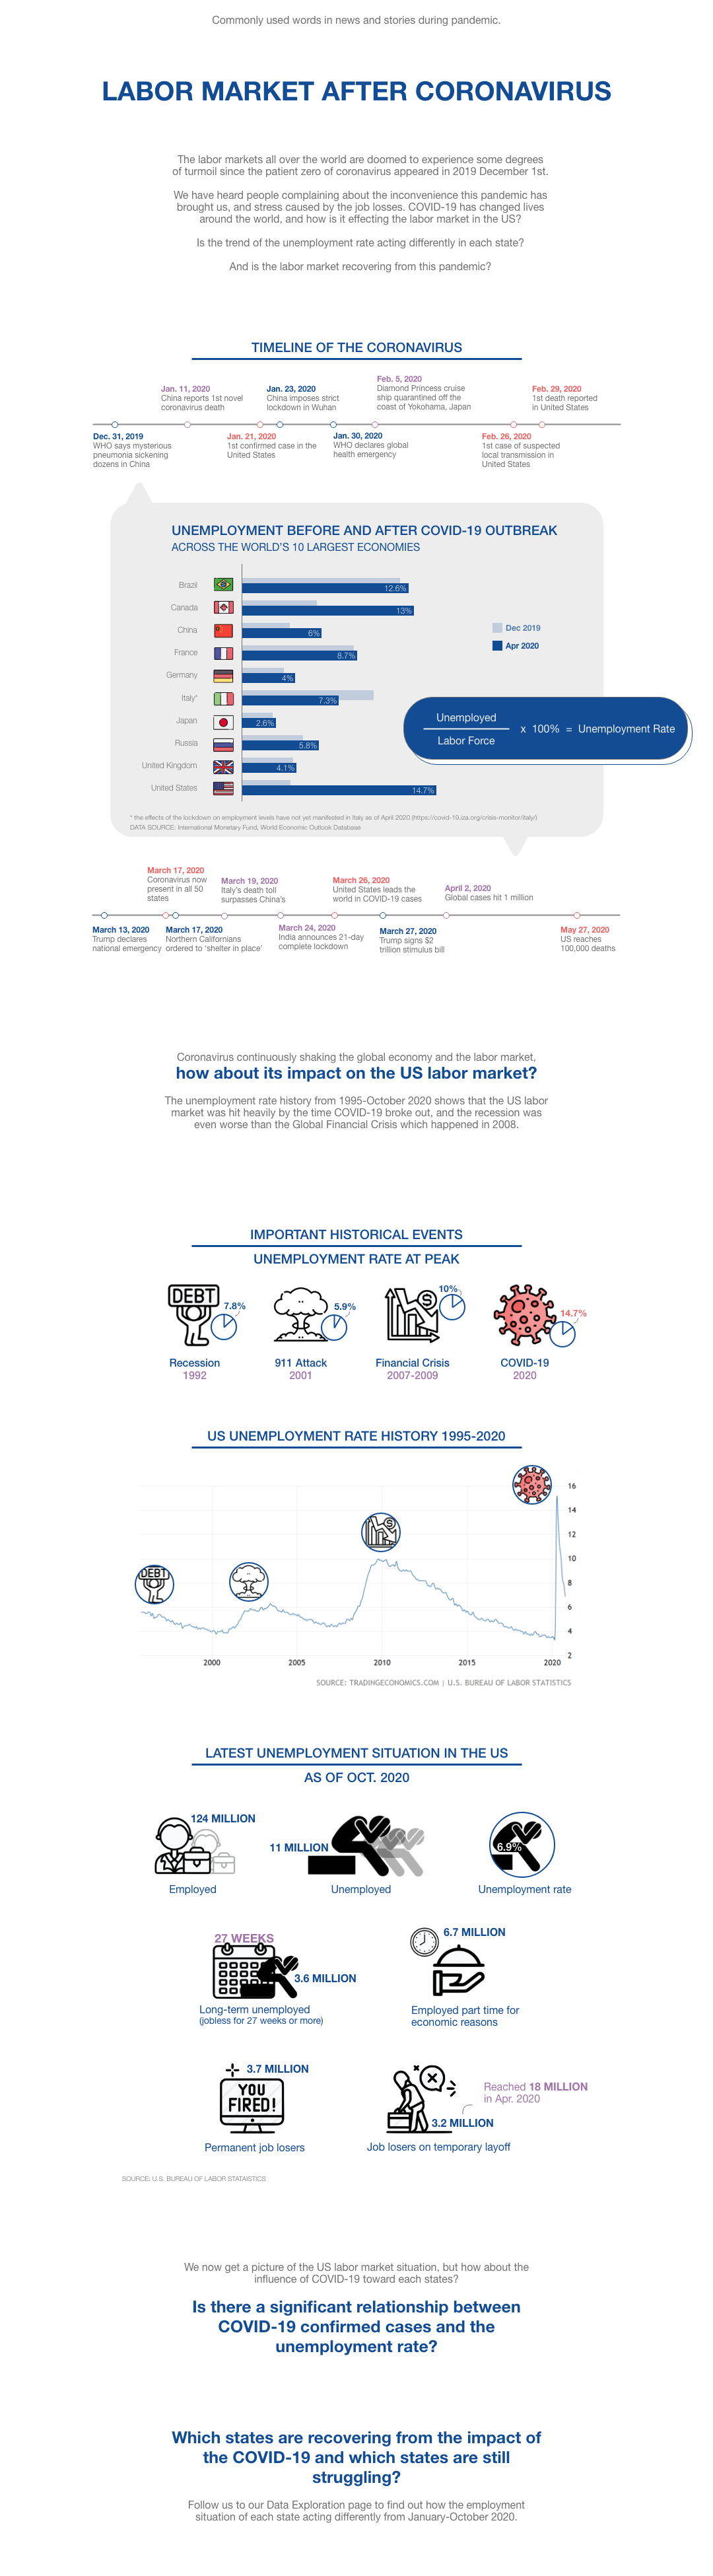 Commonly used words in news and stories during pandemic.
LABOR MARKET AFTER CORONAVIRUS
The labor markets all over the world are doomed to experience some degrees
of turmoil since the patient zero of coronavirus appeared in 2019 December 1st.
We have heard people complaining about the inconvenience this pandemic has
brought us, and stress caused by the job losses. COVID-19 has changed lives
around the world, and how is it effecting the labor market in the US?
Is the trend of the unemployment rate acting differently in each state?
And is the labor market recovering from this pandemic?
TIMELINE OF THE CORONAVIRUS
Jan. 11, 2020
China reports 1st novel
coronavirus death
Jan. 23, 2020
China imposes strict
lockdown in Wuhan
Feb. 5, 2020
Diamond Princess cruise
ship quarantined off the
coast of Yokohama, Japan
Feb. 29, 2020
1st death reported
in United States
Dec. 31, 2019
WHO says mysterious
pneumonia sickening
dozens in China
Jan. 21, 2020
1st confirmed case in the
United States
Jan. 30, 2020
WHO declares global
health emergency
Feb. 26, 2020
1st case of suspected
local transmission in
United States
UNEMPLOYMENT BEFORE AND AFTER COVID-19 OUTBREAK
ACROSS THE WORLD'S 10 LARGEST ECONOMIES
Brazil
12.6%
Canada
13%
China
6%
France
8.7%
Germany
4%
Italy*
7.3%
Japan
2.6%
Russia
5.8%
United Kingdom
4.1%
United States
14.7%
Dec 2019
Apr 2020
Unemployed
Labor Force
x 100% = Unemployment Rate
* the effects of the lockdown on employment levels have not yet manifested in Italy as of April 2020 (https://covid-19.iza.org/crisis-monitor/italy/)
DATA SOURCE: International Monetary Fund, World Economic Outlook Database
March 17, 2020
Coronavirus now
present in all 50
states
March 19, 2020
Italy's death toll
surpasses China's
March 26, 2020
United States leads the
world in COVID-19 cases
April 2, 2020
Global cases hit 1 million
March 13, 2020
Trump declares
national emergency
March 17, 2020
Northern Californians
ordered to 'shelter in place'
March 24, 2020
India announces 21-day
complete lockdown
March 27, 2020
Trump signs $2
trillion stimulus bill
May 27, 2020
US reaches
100,000 deaths
Coronavirus continuously shaking the global economy and the labor market,
how about its impact on the US labor market?
The unemployment rate history from 1995-October 2020 shows that the US labor
market was hit heavily by the time COVID-19 broke out, and the recession was
even worse than the Global Financial Crisis which happened in 2008.
IMPORTANT HISTORICAL EVENTS
UNEMPLOYMENT RATE AT PEAK
DEBT
7.8%
Recession
1992
5.9%
911 Attack
2001
$
10%
Financial Crisis
2007-2009
14.7%
COVID-19
2020
US UNEMPLOYMENT RATE HISTORY 1995-2020
DEBT
$
16
14
12
10
8
6
4
2
2000
2005
2010
2015
2020
SOURCE: TRADINGECONOMICS.COM | U.S. BUREAU OF LABOR STATISTICS
LATEST UNEMPLOYMENT SITUATION IN THE US
AS OF OCT. 2020
124 MILLION
Employed
11 MILLION
Unemployed
6.9%
Unemployment rate
27 WEEKS
3.6 MILLION
Long-term unemployed
(jobless for 27 weeks or more)
6.7 MILLION
Employed part time for
economic reasons
3.7 MILLION
YOU
FIRED!
Permanent job losers
Reached 18 MILLION
in Apr. 2020
3.2 MILLION
Job losers on temporary layoff
SOURCE: U.S. BUREAU OF LABOR STATAISTICS
We now get a picture of the US labor market situation, but how about the
influence of COVID-19 toward each states?
Is there a significant relationship between
COVID-19 confirmed cases and the
unemployment rate?
Which states are recovering from the impact of
the COVID-19 and which states are still
struggling?
Follow us to our Data Exploration page to find out how the employment
situation of each state acting differently from January-October 2020.